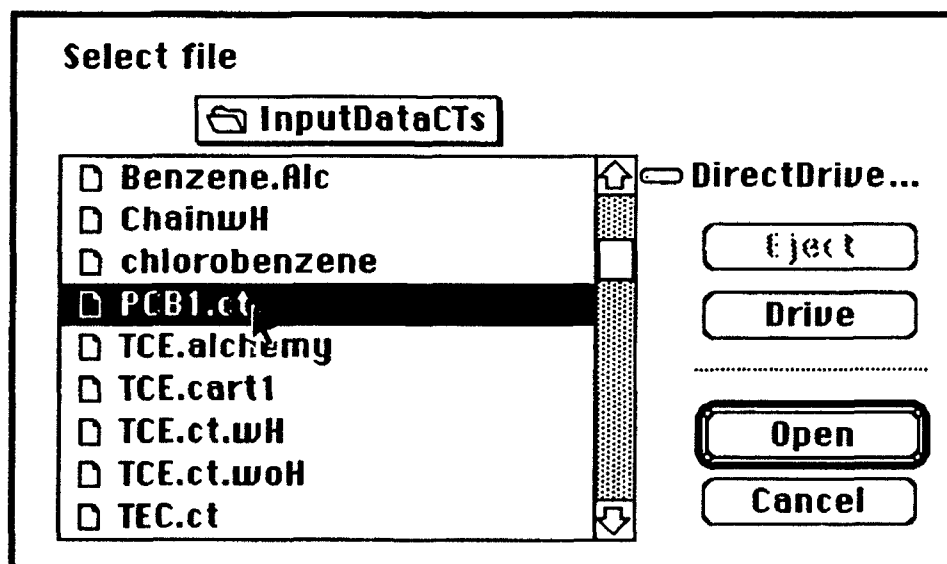 Select file
InputDataCTs
Benzene.Alc
ChainwH
chlorobenzene
PCB1.ct
TCE.alchemy
TCE.cart1
TCE.ct.wH
TCE.ct.woH
TEC.ct
DirectDrive...
Eject
Drive
Open
Cancel